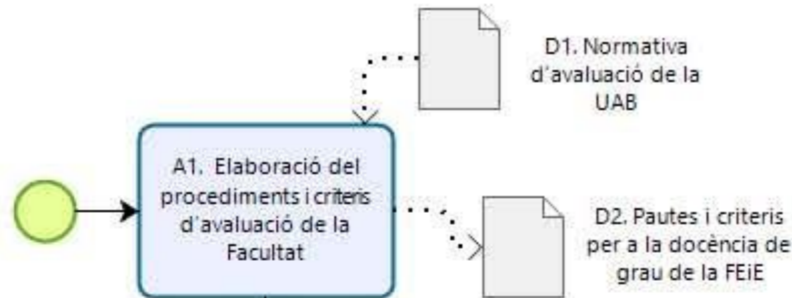 D1. Normativa
d'avaluació de la
UAB
A1. Elaboració del
procediments i criteris
d'avaluació de la
Facultat
D2. Pautes i criteris
per a la docència de
grau de la FEiE